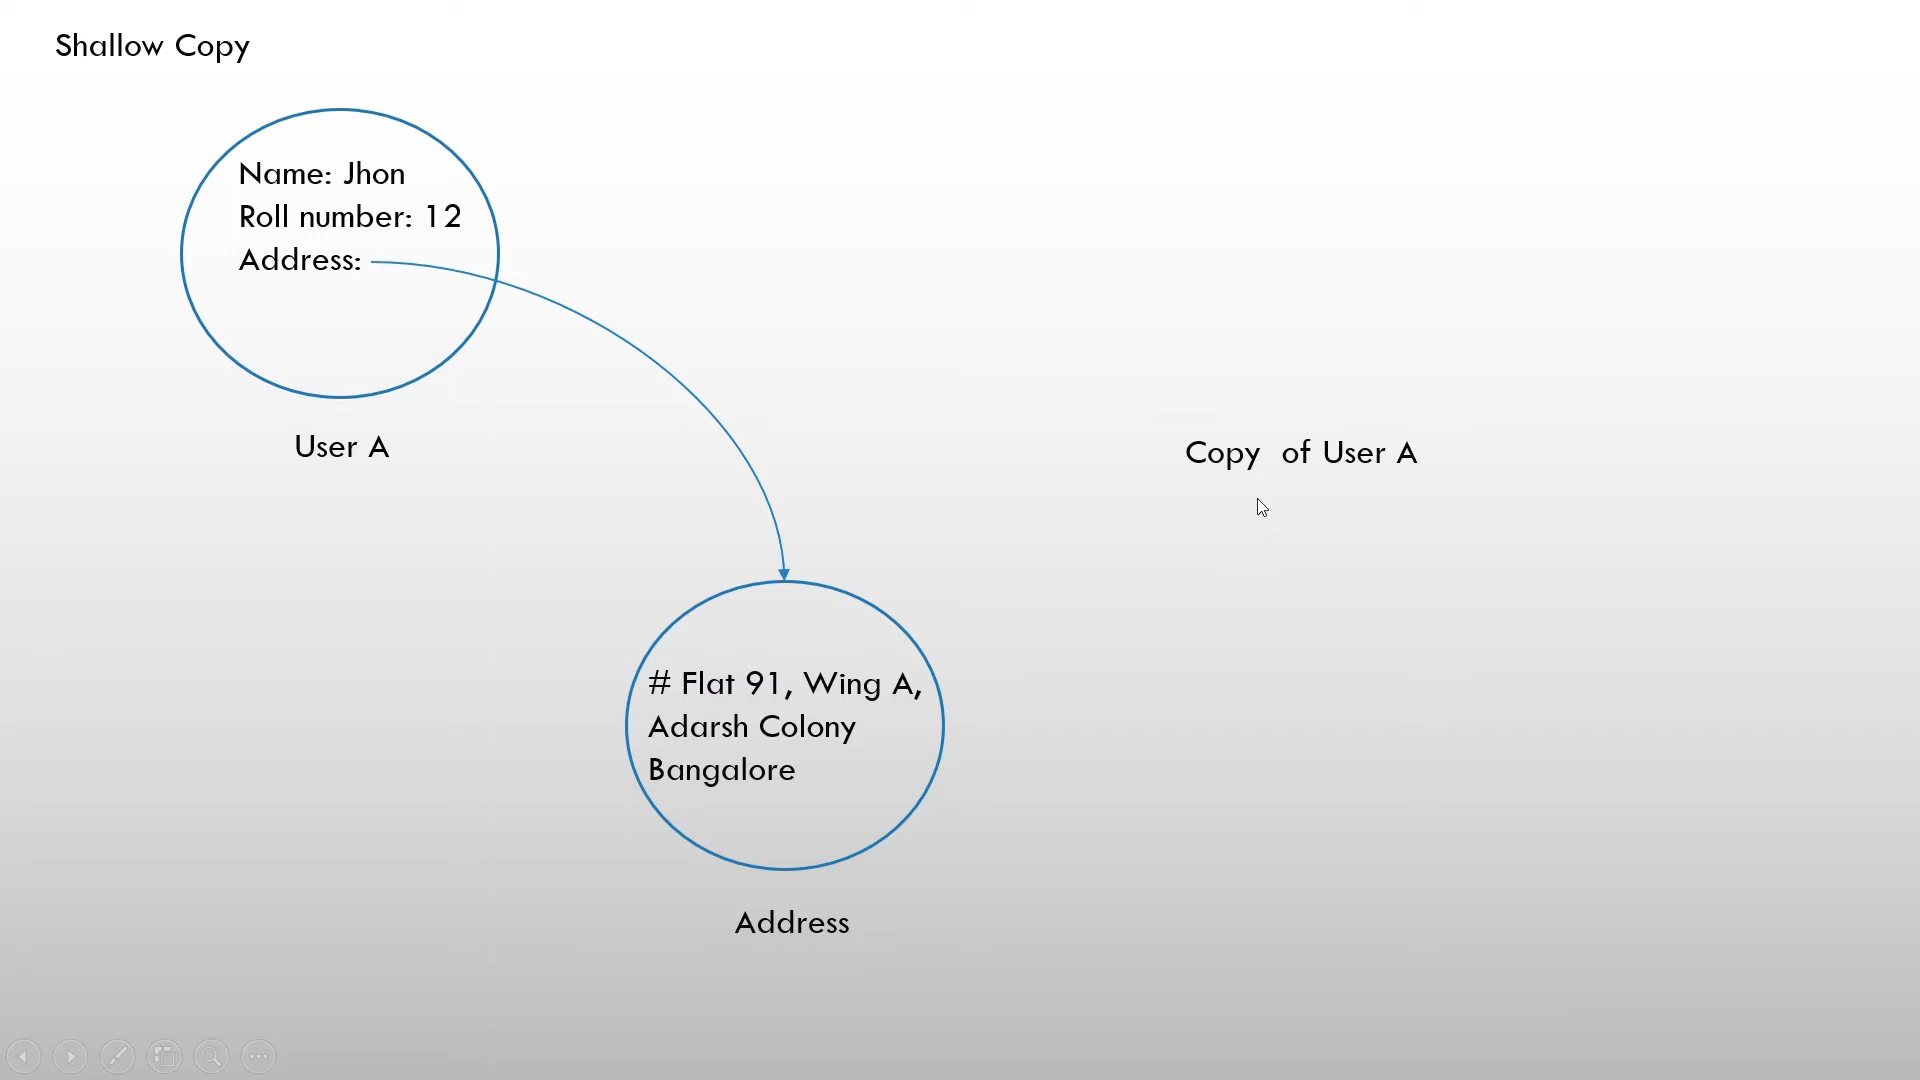 Shallow Copy
Name: Jhon
Roll number: 12
Address:
User A
Copy  of User A
# Flat 91, Wing A,
Adarsh Colony
Bangalore
Address